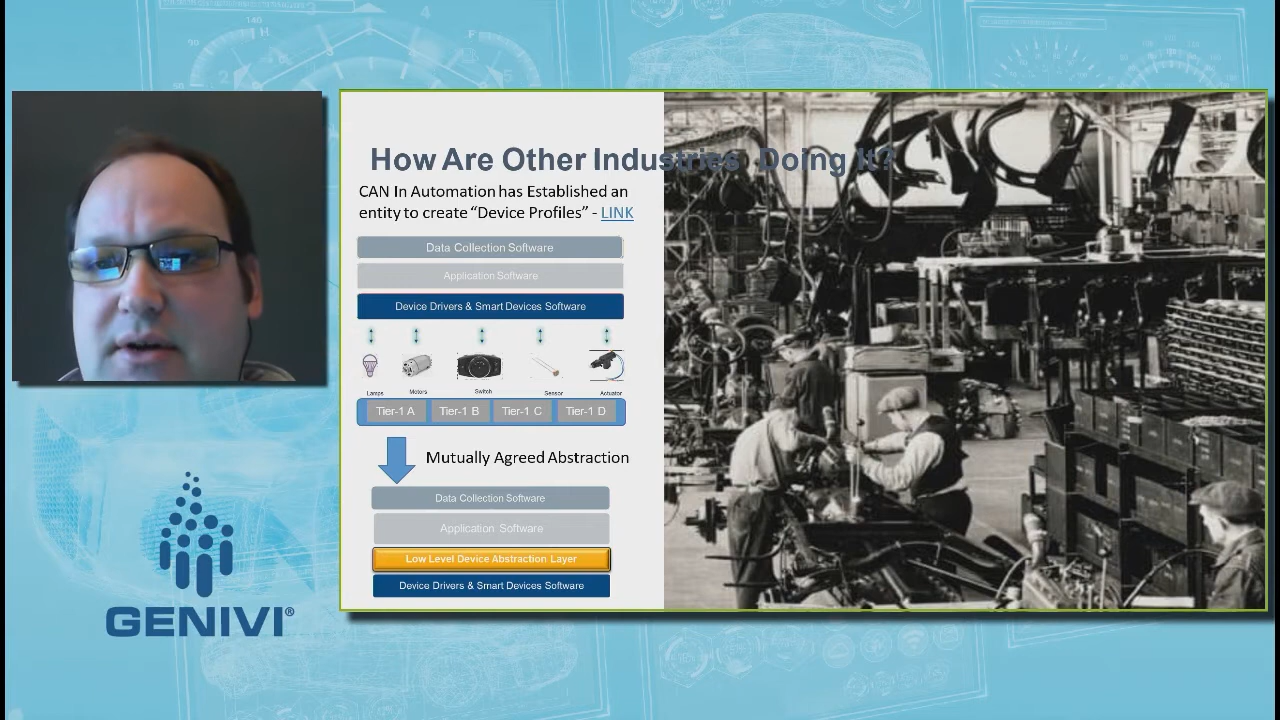 How Are Other Industries Doing It?
CAN In Automation has Established an
entity to create “Device Profiles” - LINK
Data Collection Software
Application Software
Device Drivers & Smart Devices Software
Lamps Motors Switch Sensor Actuator
Tier-1 A Tier-1 B Tier-1 C Tier-1 D
Mutually Agreed Abstraction
Data Collection Software
Application Software
Low Level Device Abstraction Layer
Device Drivers & Smart Devices Software
GENIVI®